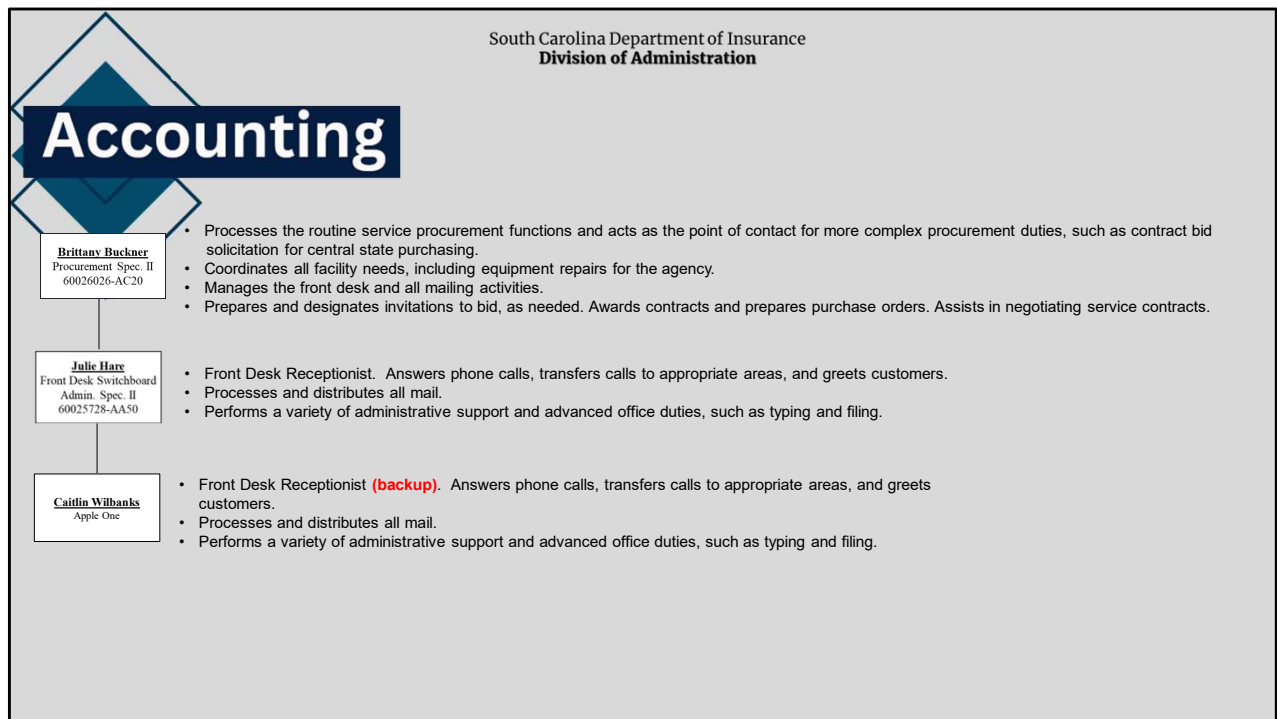 South Carolina Department of Insurance
Division of Administration
Accounting
Brittany Buckner
Procurement Spec. II
60026026-AC20
• Processes the routine service procurement functions and acts as the point of contact for more complex procurement duties, such as contract bid
solicitation for central state purchasing.
• Coordinates all facility needs, including equipment repairs for the agency.
• Manages the front desk and all mailing activities.
• Prepares and designates invitations to bid, as needed. Awards contracts and prepares purchase orders. Assists in negotiating service contracts.
Julie Hare
Front Desk Switchboard
Admin. Spec. II
60025728-AA50
• Front Desk Receptionist. Answers phone calls, transfers calls to appropriate areas, and greets customers.
• Processes and distributes all mail.
• Performs a variety of administrative support and advanced office duties, such as typing and filing.
Caitlin Wilbanks
Apple One
• Front Desk Receptionist (backup). Answers phone calls, transfers calls to appropriate areas, and greets
customers.
• Processes and distributes all mail.
• Performs a variety of administrative support and advanced office duties, such as typing and filing.